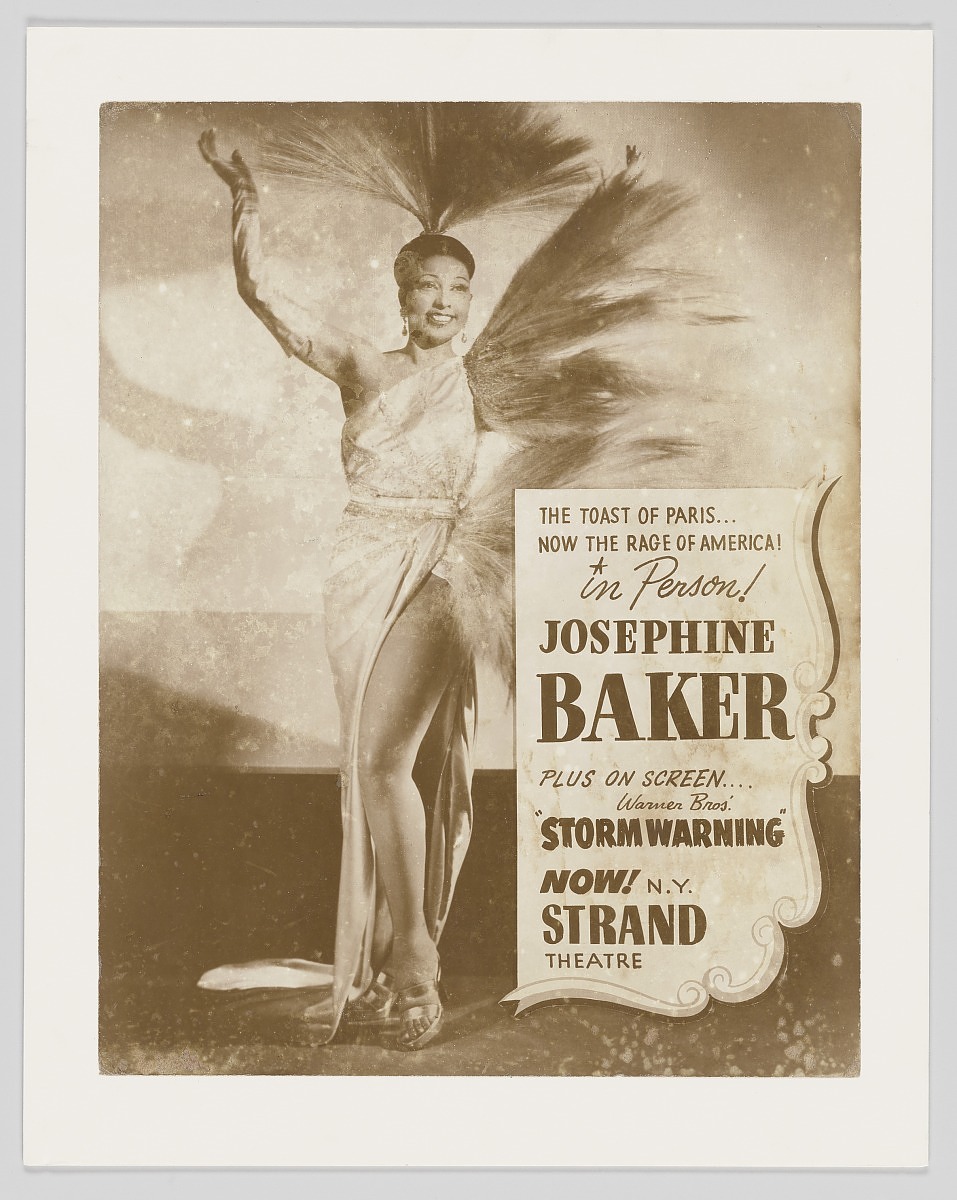 THE TOAST OF PARIS...
NOW THE RAGE OF AMERICA!
in Person!
JOSEPHINE
BAKER
PLUS ON SCREEN....
Warner Bros.'
"STORM WARNING"
NOW! N.Y.
STRAND
THEATRE